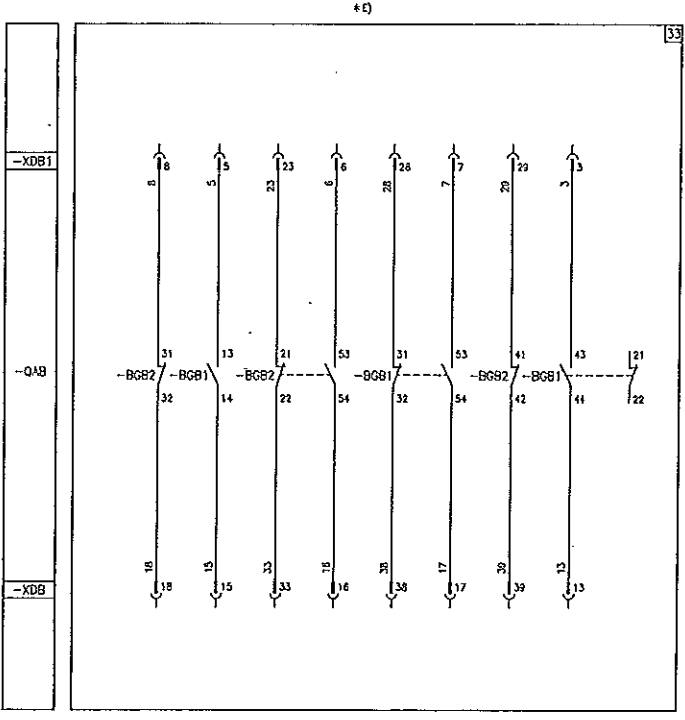 *E)
33
-XDB1
8 5 23 6 28 7 29 3
8 5 23 6 28 7 29 3
31 13 21 53 31 53 41 43 21
-QAB
-BGB2 -BGB1 -BGB2 -BGB1 -BGB2 -BGB1
32 14 22 54 32 54 42 44 22
18 15 33 16 38 17 39 13
-XDB
18 15 33 16 38 17 39 13